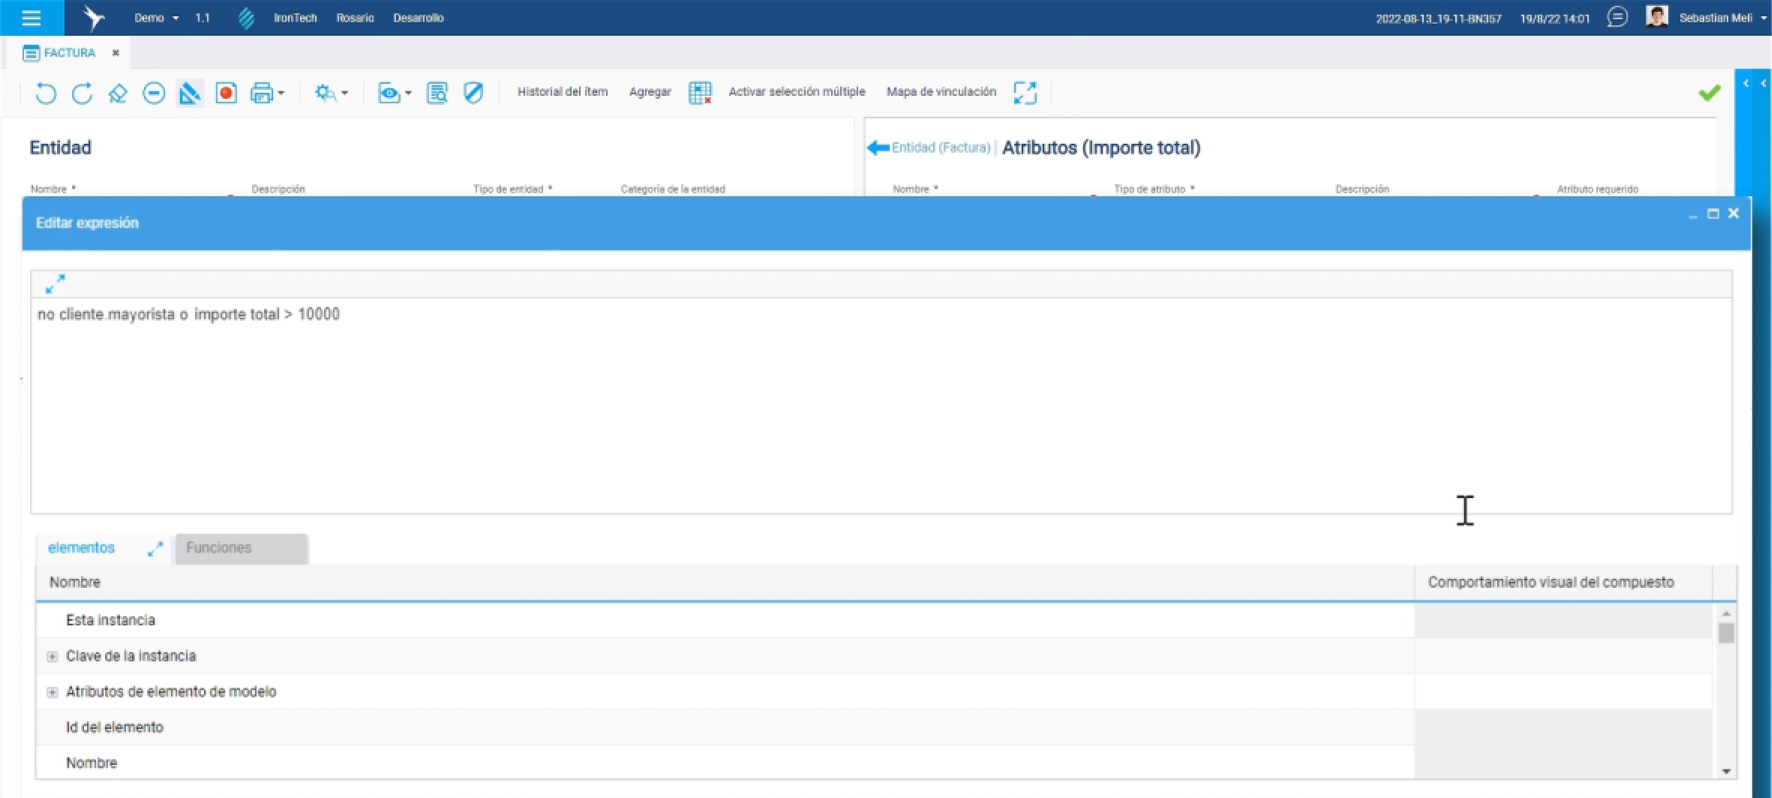 Demo 1.1 IronTech Rosario Desarrollo 2022-08-13_19-11-BN357 19/8/22 14:01 Sebastian Meli
FACTURA
Historial del ítem Agregar Activar selección múltiple Mapa de vinculación
Entidad
Entidad (Factura) | Atributos (Importe total)
Nombre * Descripción Tipo de entidad * Categoría de la entidad Nombre * Tipo de atributo * Descripción Atributo requerido
Editar expresión
no cliente.mayorista o importe total > 10000
elementos Funciones
Nombre Comportamiento visual del compuesto
Esta instancia
Clave de la instancia
Atributos de elemento de modelo
Id del elemento
Nombre